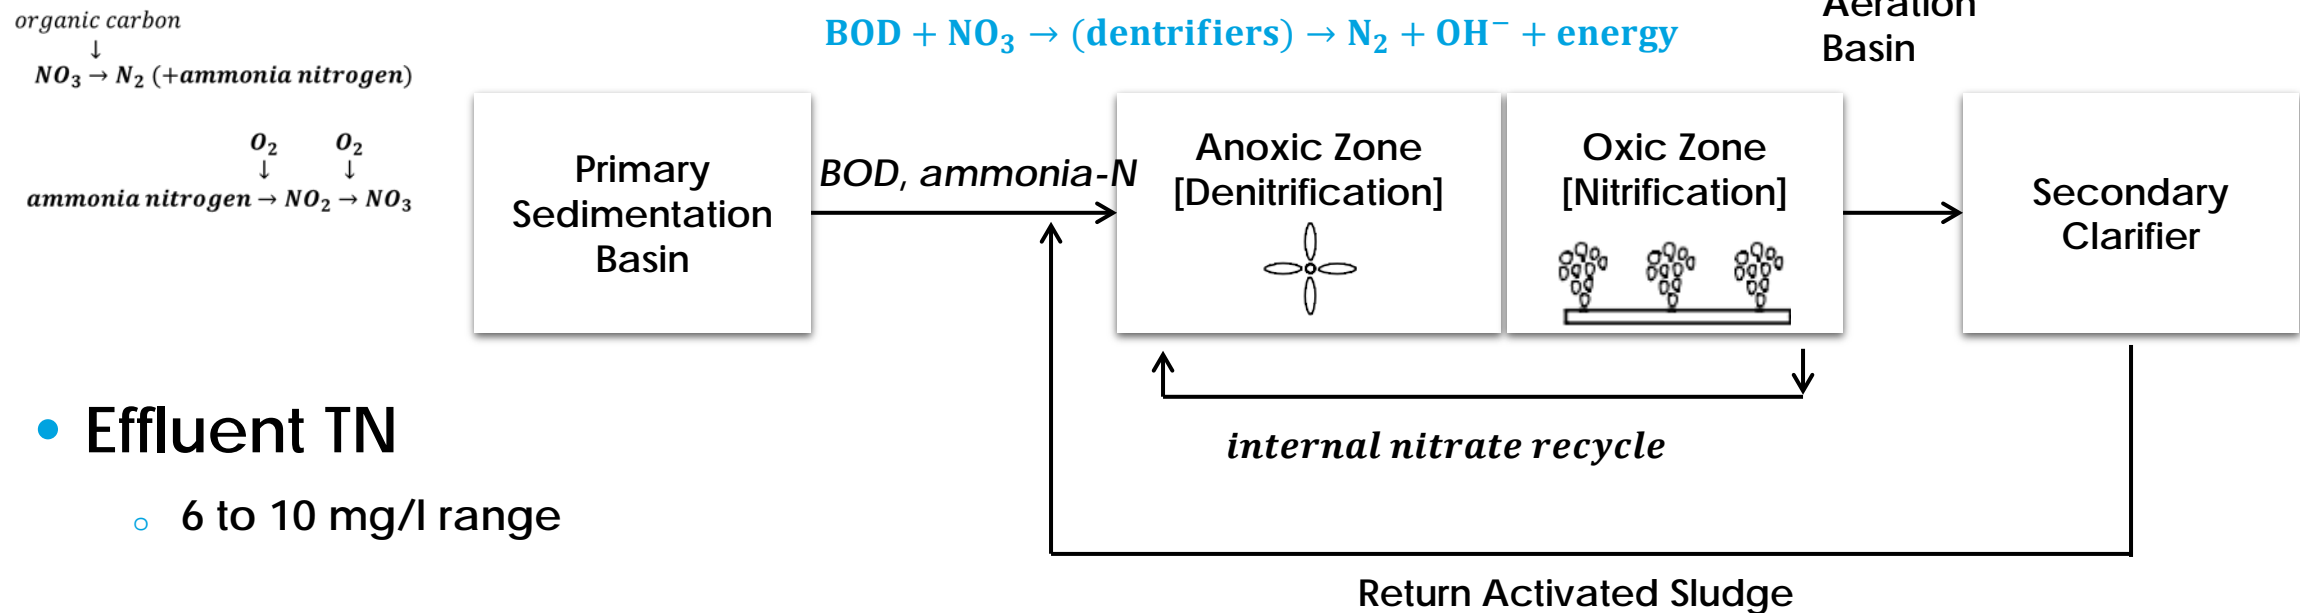 organic carbon
↓
NO₃ → N₂ (+ammonia nitrogen)
O₂ O₂
↓ ↓
ammonia nitrogen → NO₂ → NO₃
BOD + NO₃ → (dentrifiers) → N₂ + OH⁻ + energy
Aeration
Basin
Primary
Sedimentation
Basin
BOD, ammonia-N
Anoxic Zone
[Denitrification]
Oxic Zone
[Nitrification]
Secondary
Clarifier
internal nitrate recycle
Return Activated Sludge
• Effluent TN
○ 6 to 10 mg/l range